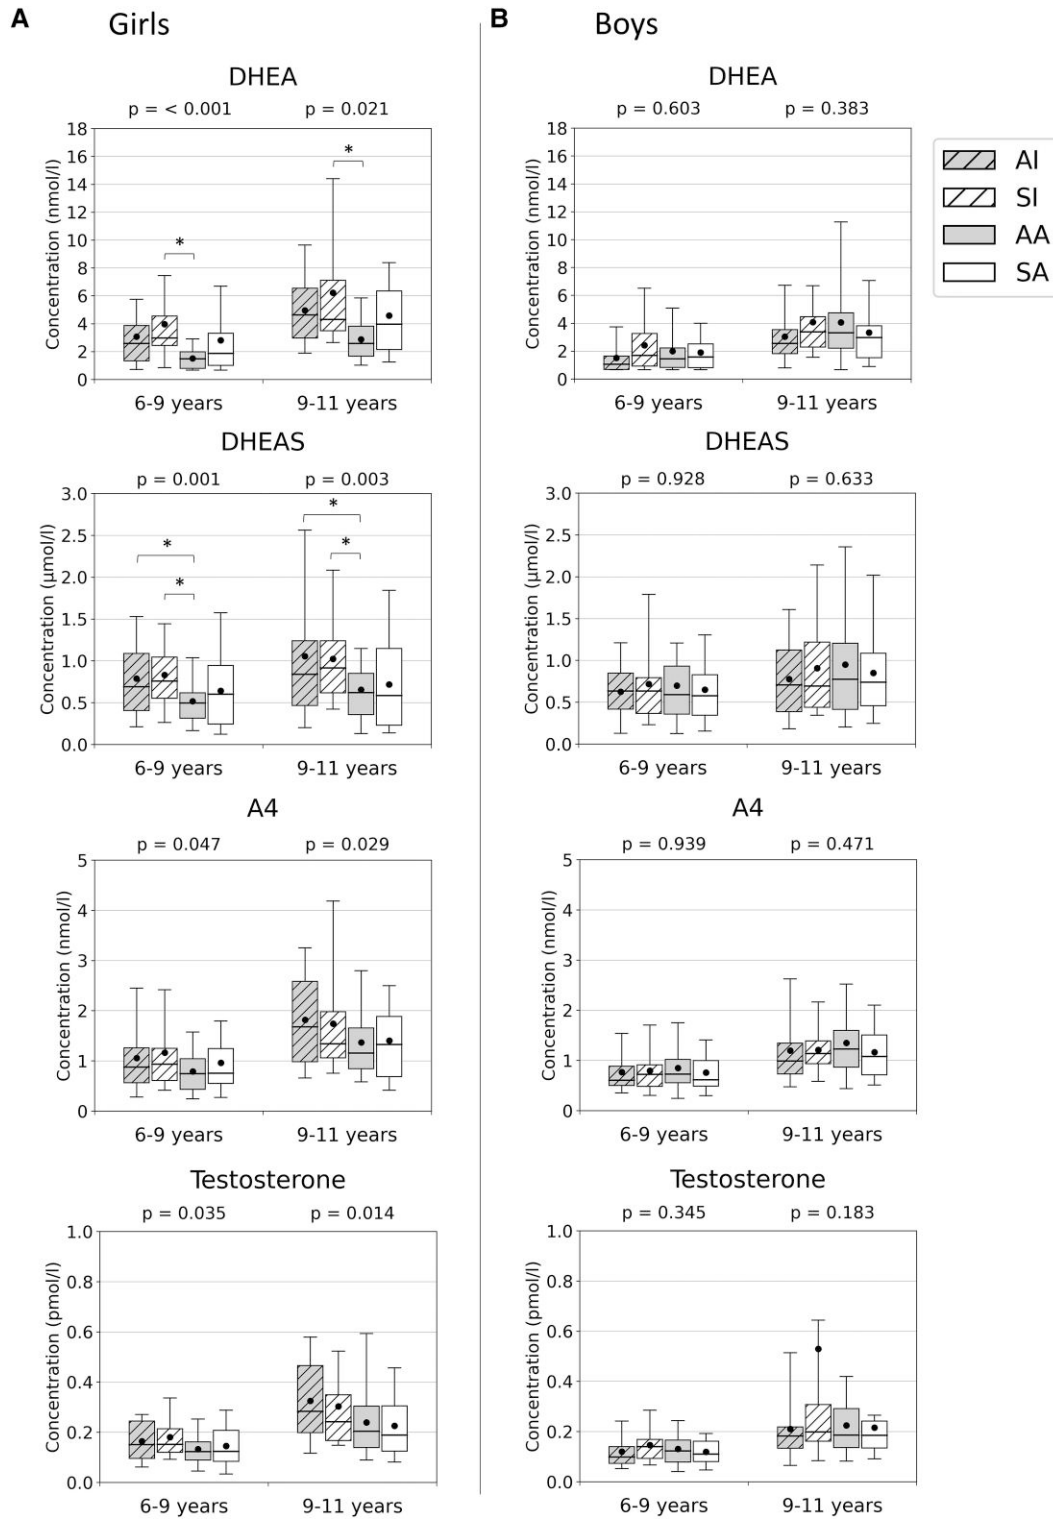 A Girls
DHEA
p = < 0.001 p = 0.021
Concentration (nmol/l)
18
16
14
12
10
8
6
4
2
0
*
*
6-9 years 9-11 years
DHEAS
p = 0.001 p = 0.003
Concentration (µmol/l)
3.0
2.5
2.0
1.5
1.0
0.5
0.0
*
*
*
*
6-9 years 9-11 years
A4
p = 0.047 p = 0.029
Concentration (nmol/l)
5
4
3
2
1
0
6-9 years 9-11 years
Testosterone
p = 0.035 p = 0.014
Concentration (pmol/l)
1.0
0.8
0.6
0.4
0.2
0.0
6-9 years 9-11 years
B Boys
DHEA
p = 0.603 p = 0.383
Concentration (nmol/l)
18
16
14
12
10
8
6
4
2
0
6-9 years 9-11 years
AI
SI
AA
SA
DHEAS
p = 0.928 p = 0.633
Concentration (µmol/l)
3.0
2.5
2.0
1.5
1.0
0.5
0.0
6-9 years 9-11 years
A4
p = 0.939 p = 0.471
Concentration (nmol/l)
5
4
3
2
1
0
6-9 years 9-11 years
Testosterone
p = 0.345 p = 0.183
Concentration (pmol/l)
1.0
0.8
0.6
0.4
0.2
0.0
6-9 years 9-11 years